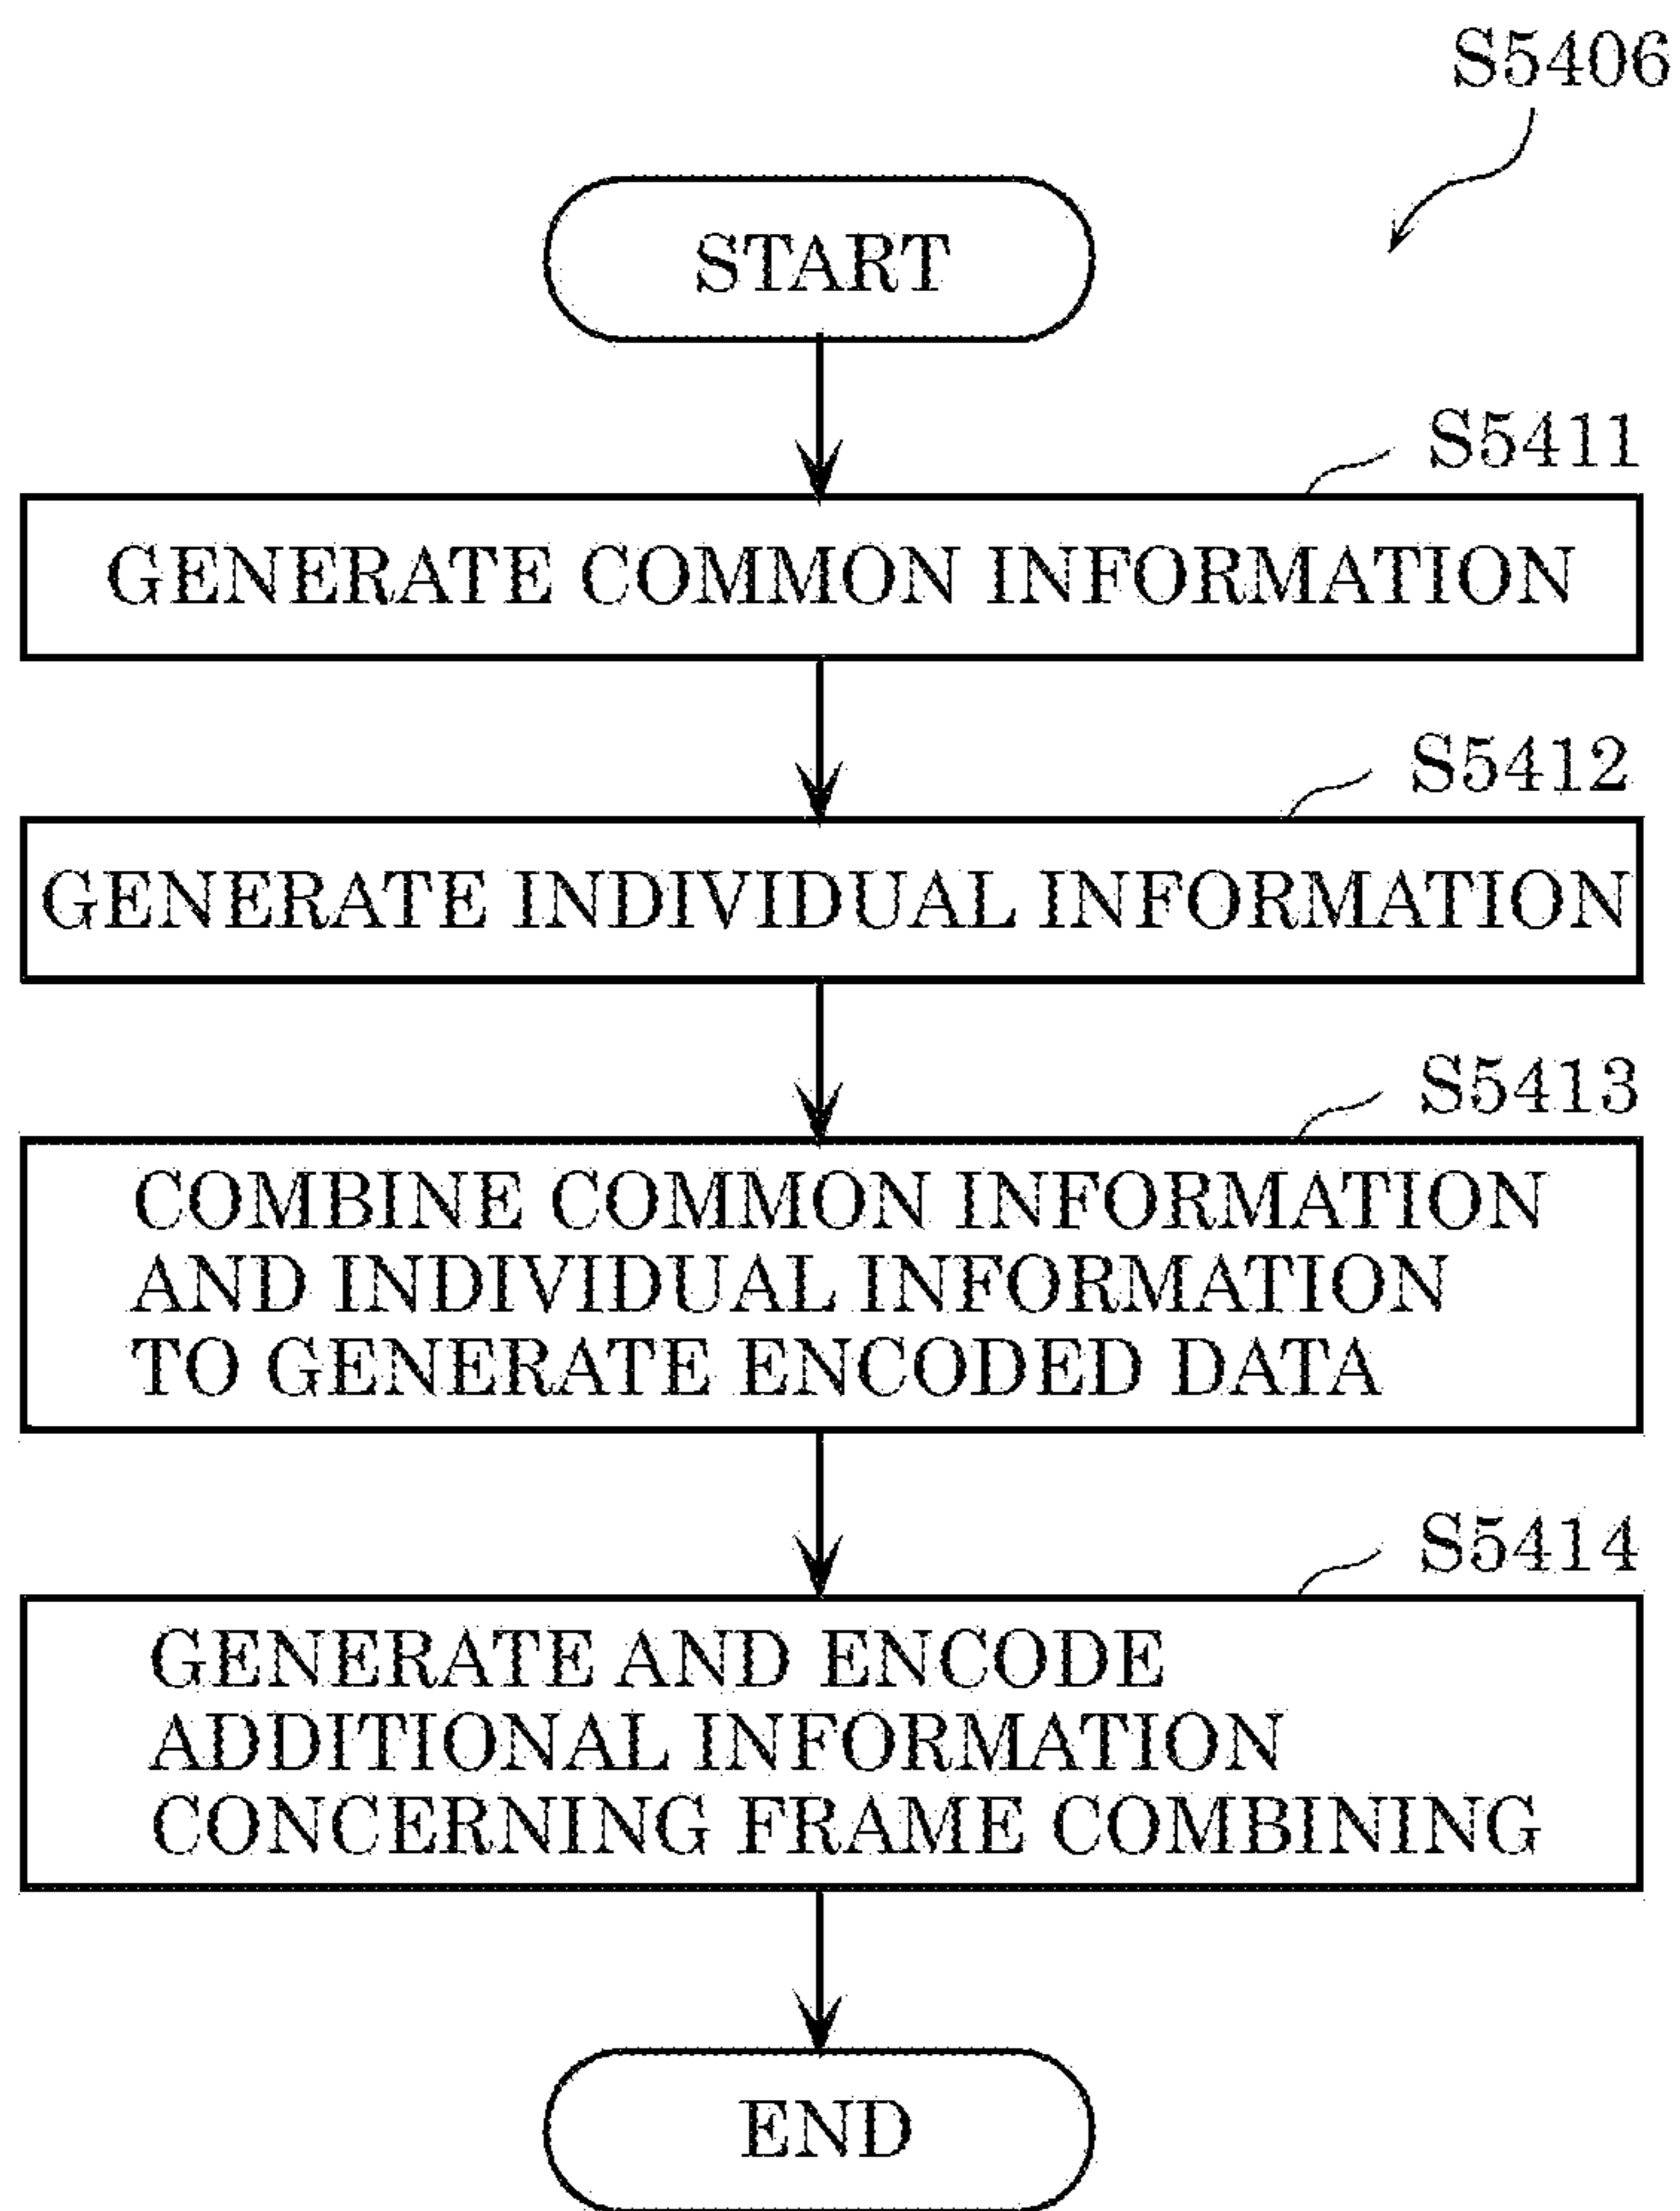 S5406
START
S5411
GENERATE COMMON INFORMATION
S5412
GENERATE INDIVIDUAL INFORMATION
S5413
COMBINE COMMON INFORMATION
AND INDIVIDUAL INFORMATION
TO GENERATE ENCODED DATA
S5414
GENERATE AND ENCODE
ADDITIONAL INFORMATION
CONCERNING FRAME COMBINING
END